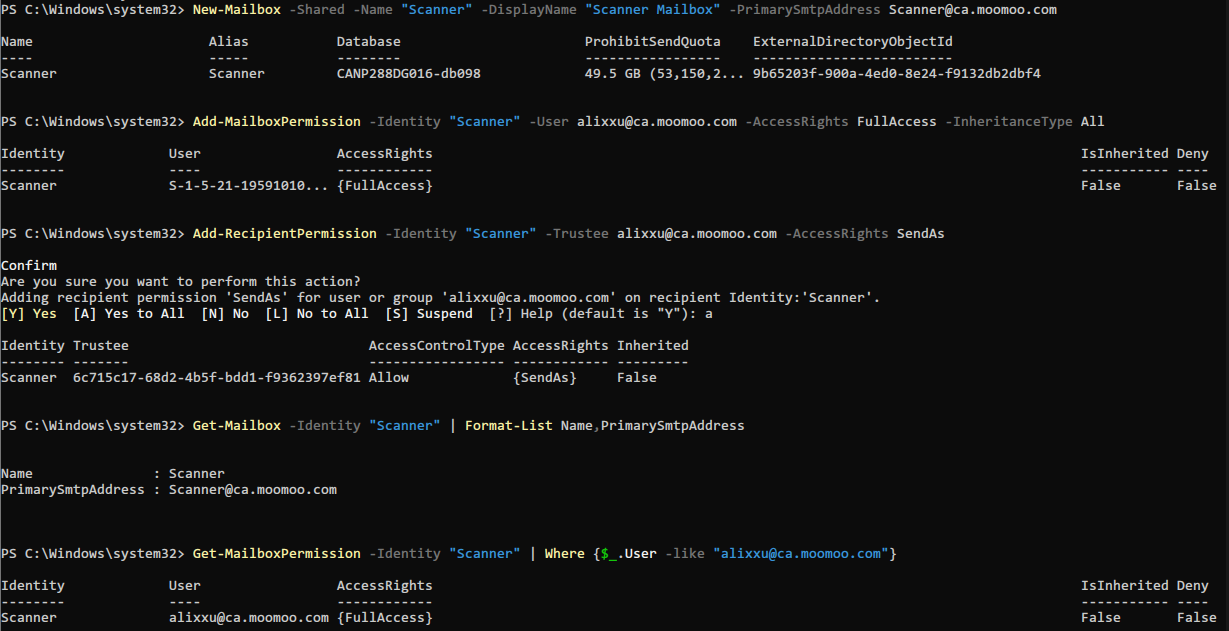 PS C:\Windows\system32> New-Mailbox -Shared -Name "Scanner" -DisplayName "Scanner Mailbox" -PrimarySmtpAddress Scanner@ca.moomoo.com
Name Alias Database ProhibitSendQuota ExternalDirectoryObjectId
---- ----- -------- ----------------- -------------------------
Scanner Scanner CANP288DG016-db098 49.5 GB (53,150,2... 9b65203f-900a-4ed0-8e24-f9132db2dbf4
PS C:\Windows\system32> Add-MailboxPermission -Identity "Scanner" -User alixxu@ca.moomoo.com -AccessRights FullAccess -InheritanceType All
Identity User AccessRights IsInherited Deny
-------- ---- ------------ ----------- ----
Scanner S-1-5-21-19591010... {FullAccess} False False
PS C:\Windows\system32> Add-RecipientPermission -Identity "Scanner" -Trustee alixxu@ca.moomoo.com -AccessRights SendAs
Confirm
Are you sure you want to perform this action?
Adding recipient permission 'SendAs' for user or group 'alixxu@ca.moomoo.com' on recipient Identity:'Scanner'.
[Y] Yes [A] Yes to All [N] No [L] No to All [S] Suspend [?] Help (default is "Y"): a
Identity Trustee AccessControlType AccessRights Inherited
-------- ------- ----------------- ------------ ---------
Scanner 6c715c17-68d2-4b5f-bdd1-f9362397ef81 Allow {SendAs} False
PS C:\Windows\system32> Get-Mailbox -Identity "Scanner" | Format-List Name,PrimarySmtpAddress
Name : Scanner
PrimarySmtpAddress : Scanner@ca.moomoo.com
PS C:\Windows\system32> Get-MailboxPermission -Identity "Scanner" | Where {$_.User -like "alixxu@ca.moomoo.com"}
Identity User AccessRights IsInherited Deny
-------- ---- ------------ ----------- ----
Scanner alixxu@ca.moomoo.com {FullAccess} False False